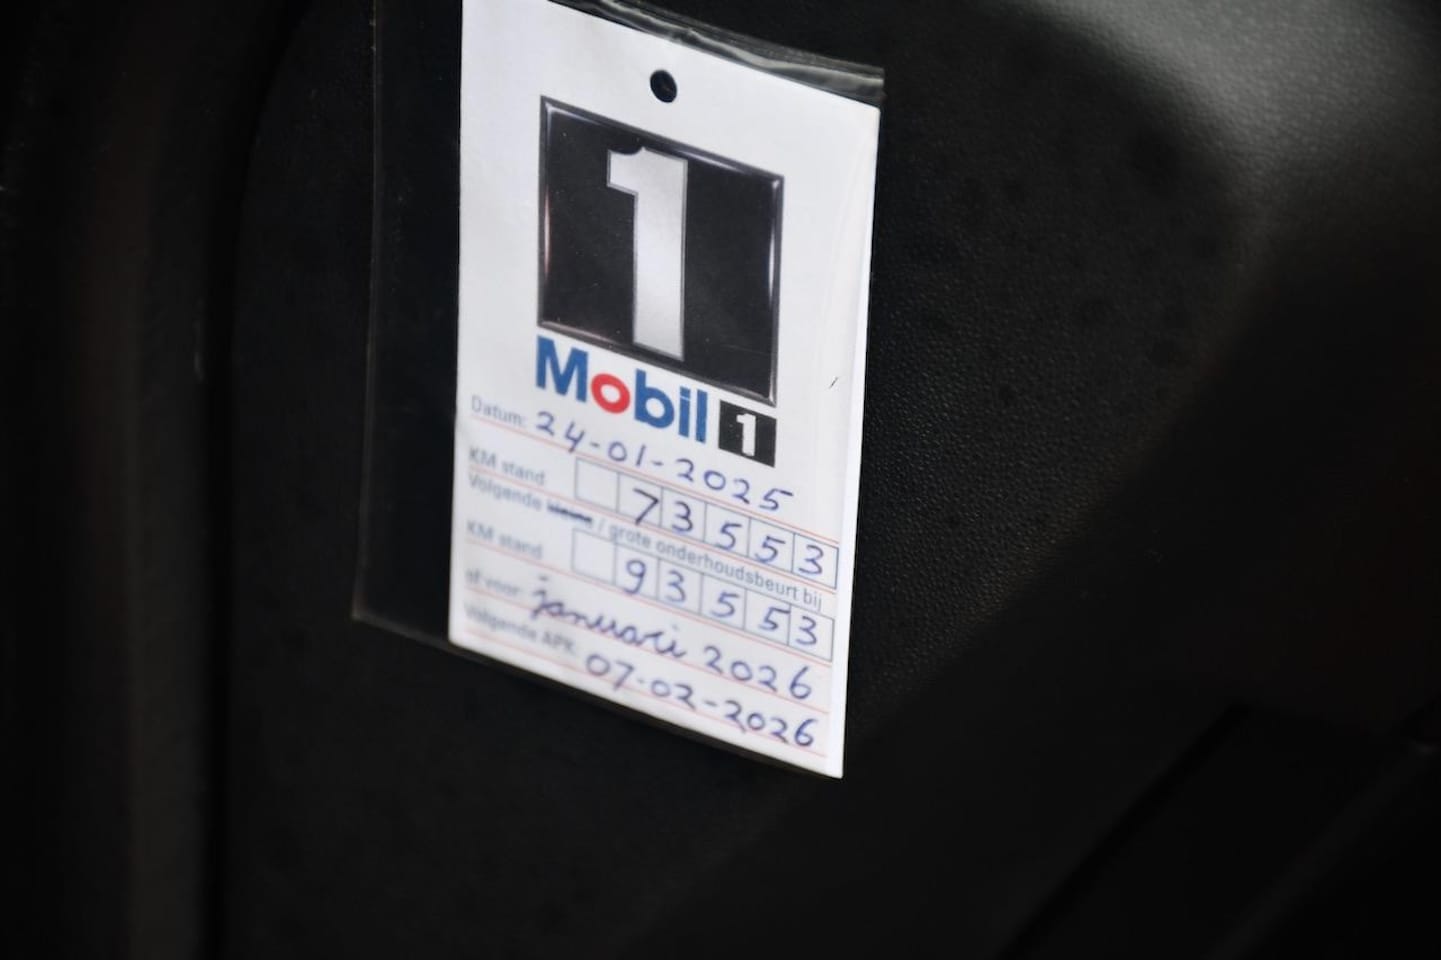 1
Mobil 1
Datum: 24-01-2025
KM stand 73553
Volgende kleine / grote onderhoudsbeurt bij
KM stand 93553
of voor: januari 2026
Volgende APK: 07-02-2026